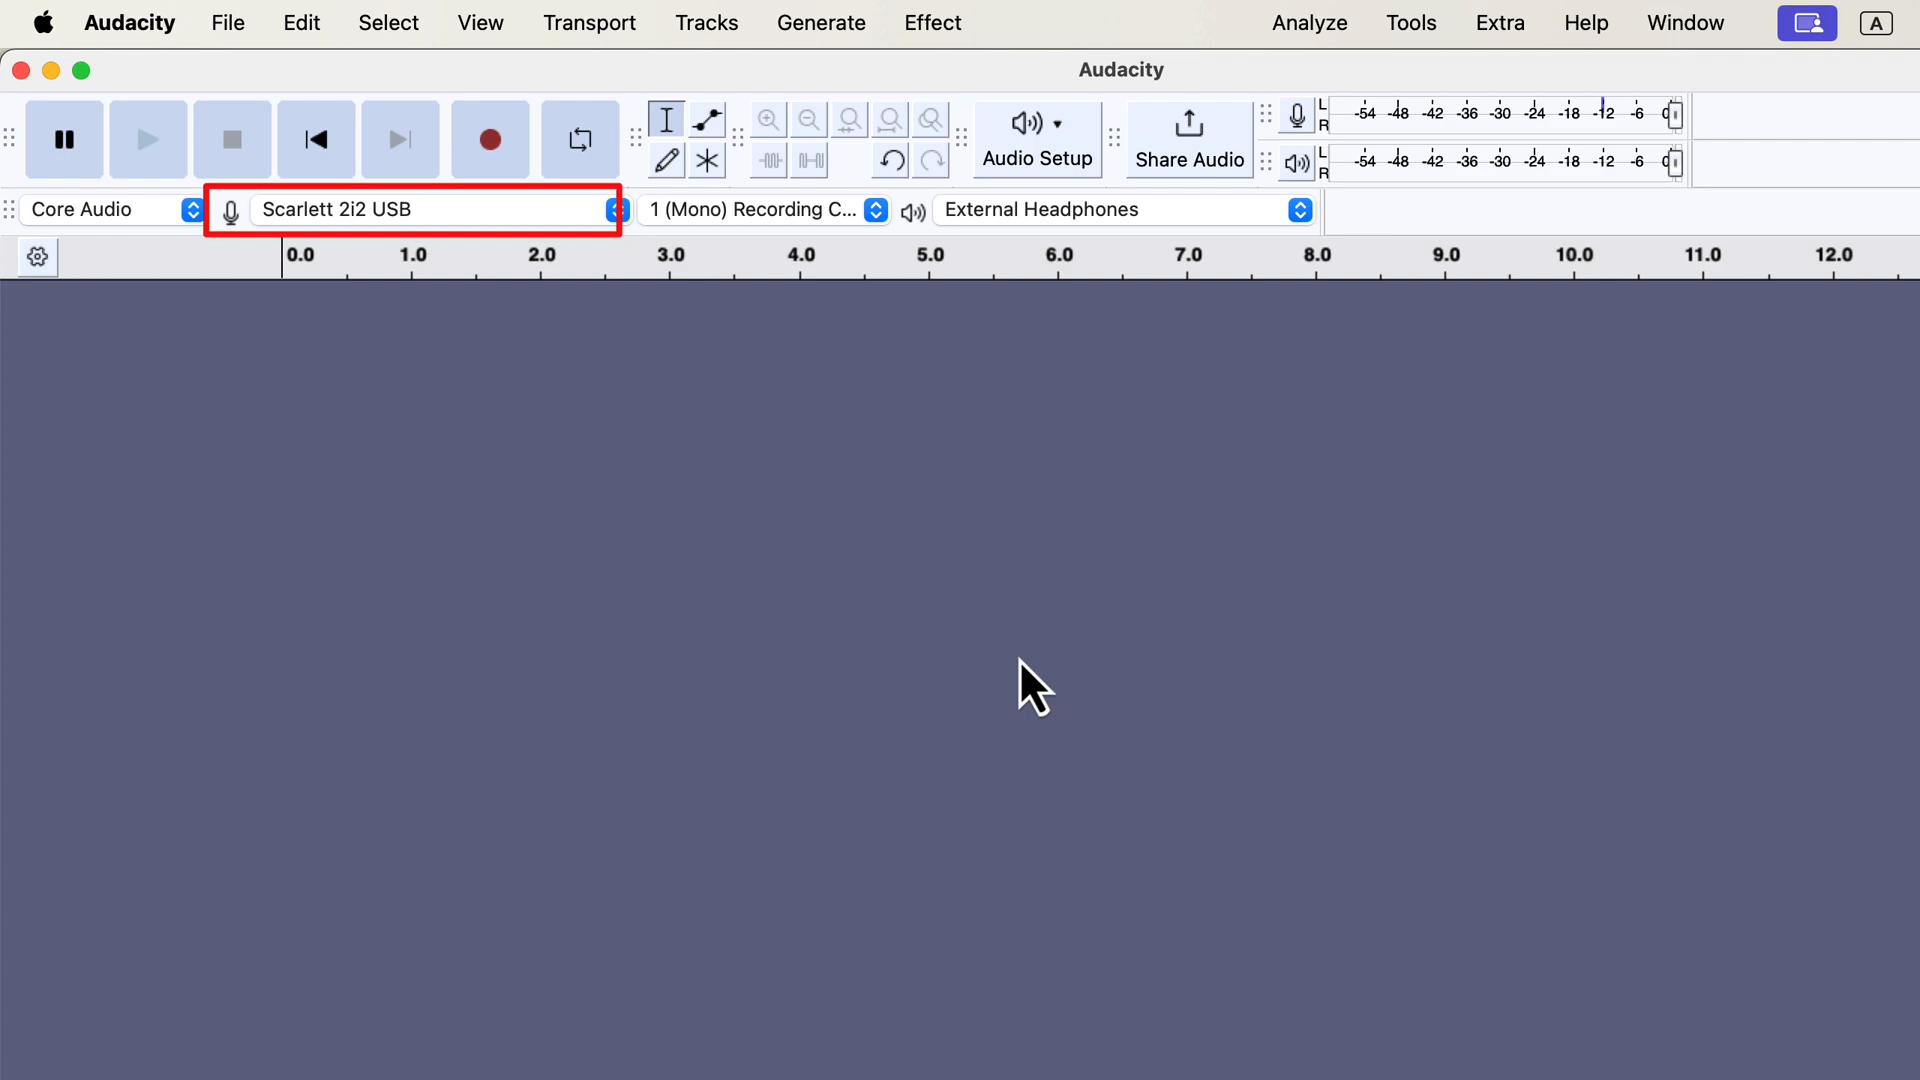 Audacity File Edit Select View Transport Tracks Generate Effect Analyze Tools Extra Help Window A
Audacity
L
R
-54 -48 -42 -36 -30 -24 -18 -12 -6 0
Audio Setup
Share Audio
L
R
-54 -48 -42 -36 -30 -24 -18 -12 -6 0
Core Audio Scarlett 2i2 USB 1 (Mono) Recording C... External Headphones
0.0 1.0 2.0 3.0 4.0 5.0 6.0 7.0 8.0 9.0 10.0 11.0 12.0